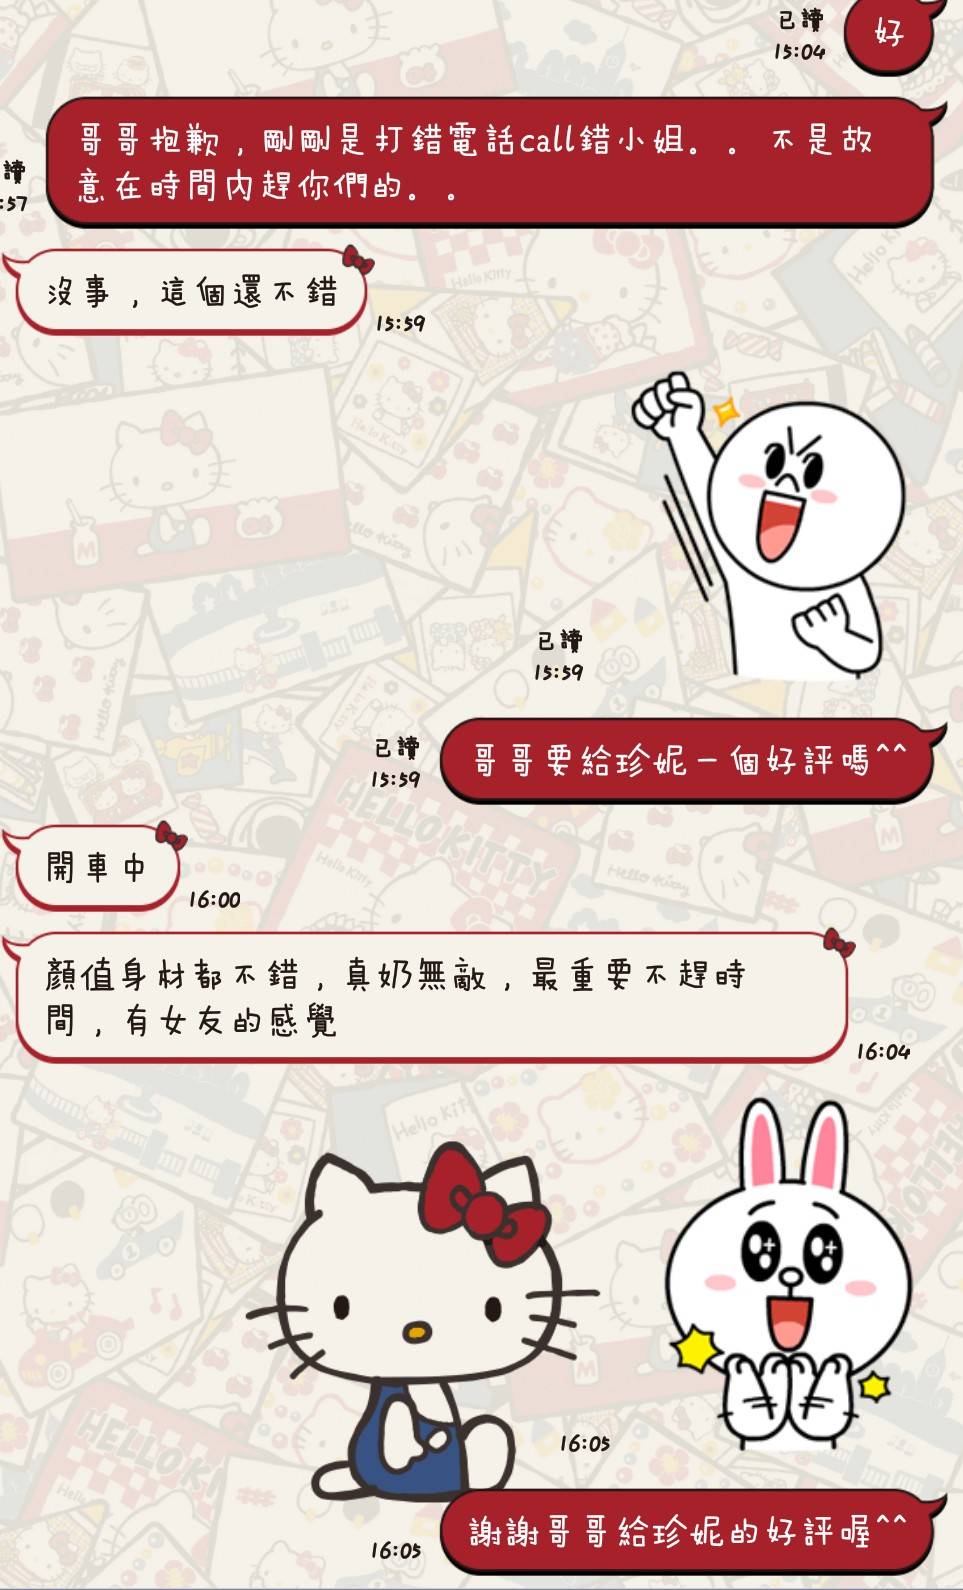 已讀
15:04
好
哥哥抱歉，剛剛是打錯電話call錯小姐。。不是故
意在時間內趕你們的。。
讀
:57
沒事，這個還不錯
15:59
已讀
15:59
哥哥要給珍妮一個好評嗎^^
已讀
15:59
開車中
16:00
顏值身材都不錯，真奶無敵，最重要不趕時
間，有女友的感覺
16:04
16:05
謝謝哥哥給珍妮的好評喔^^
16:05